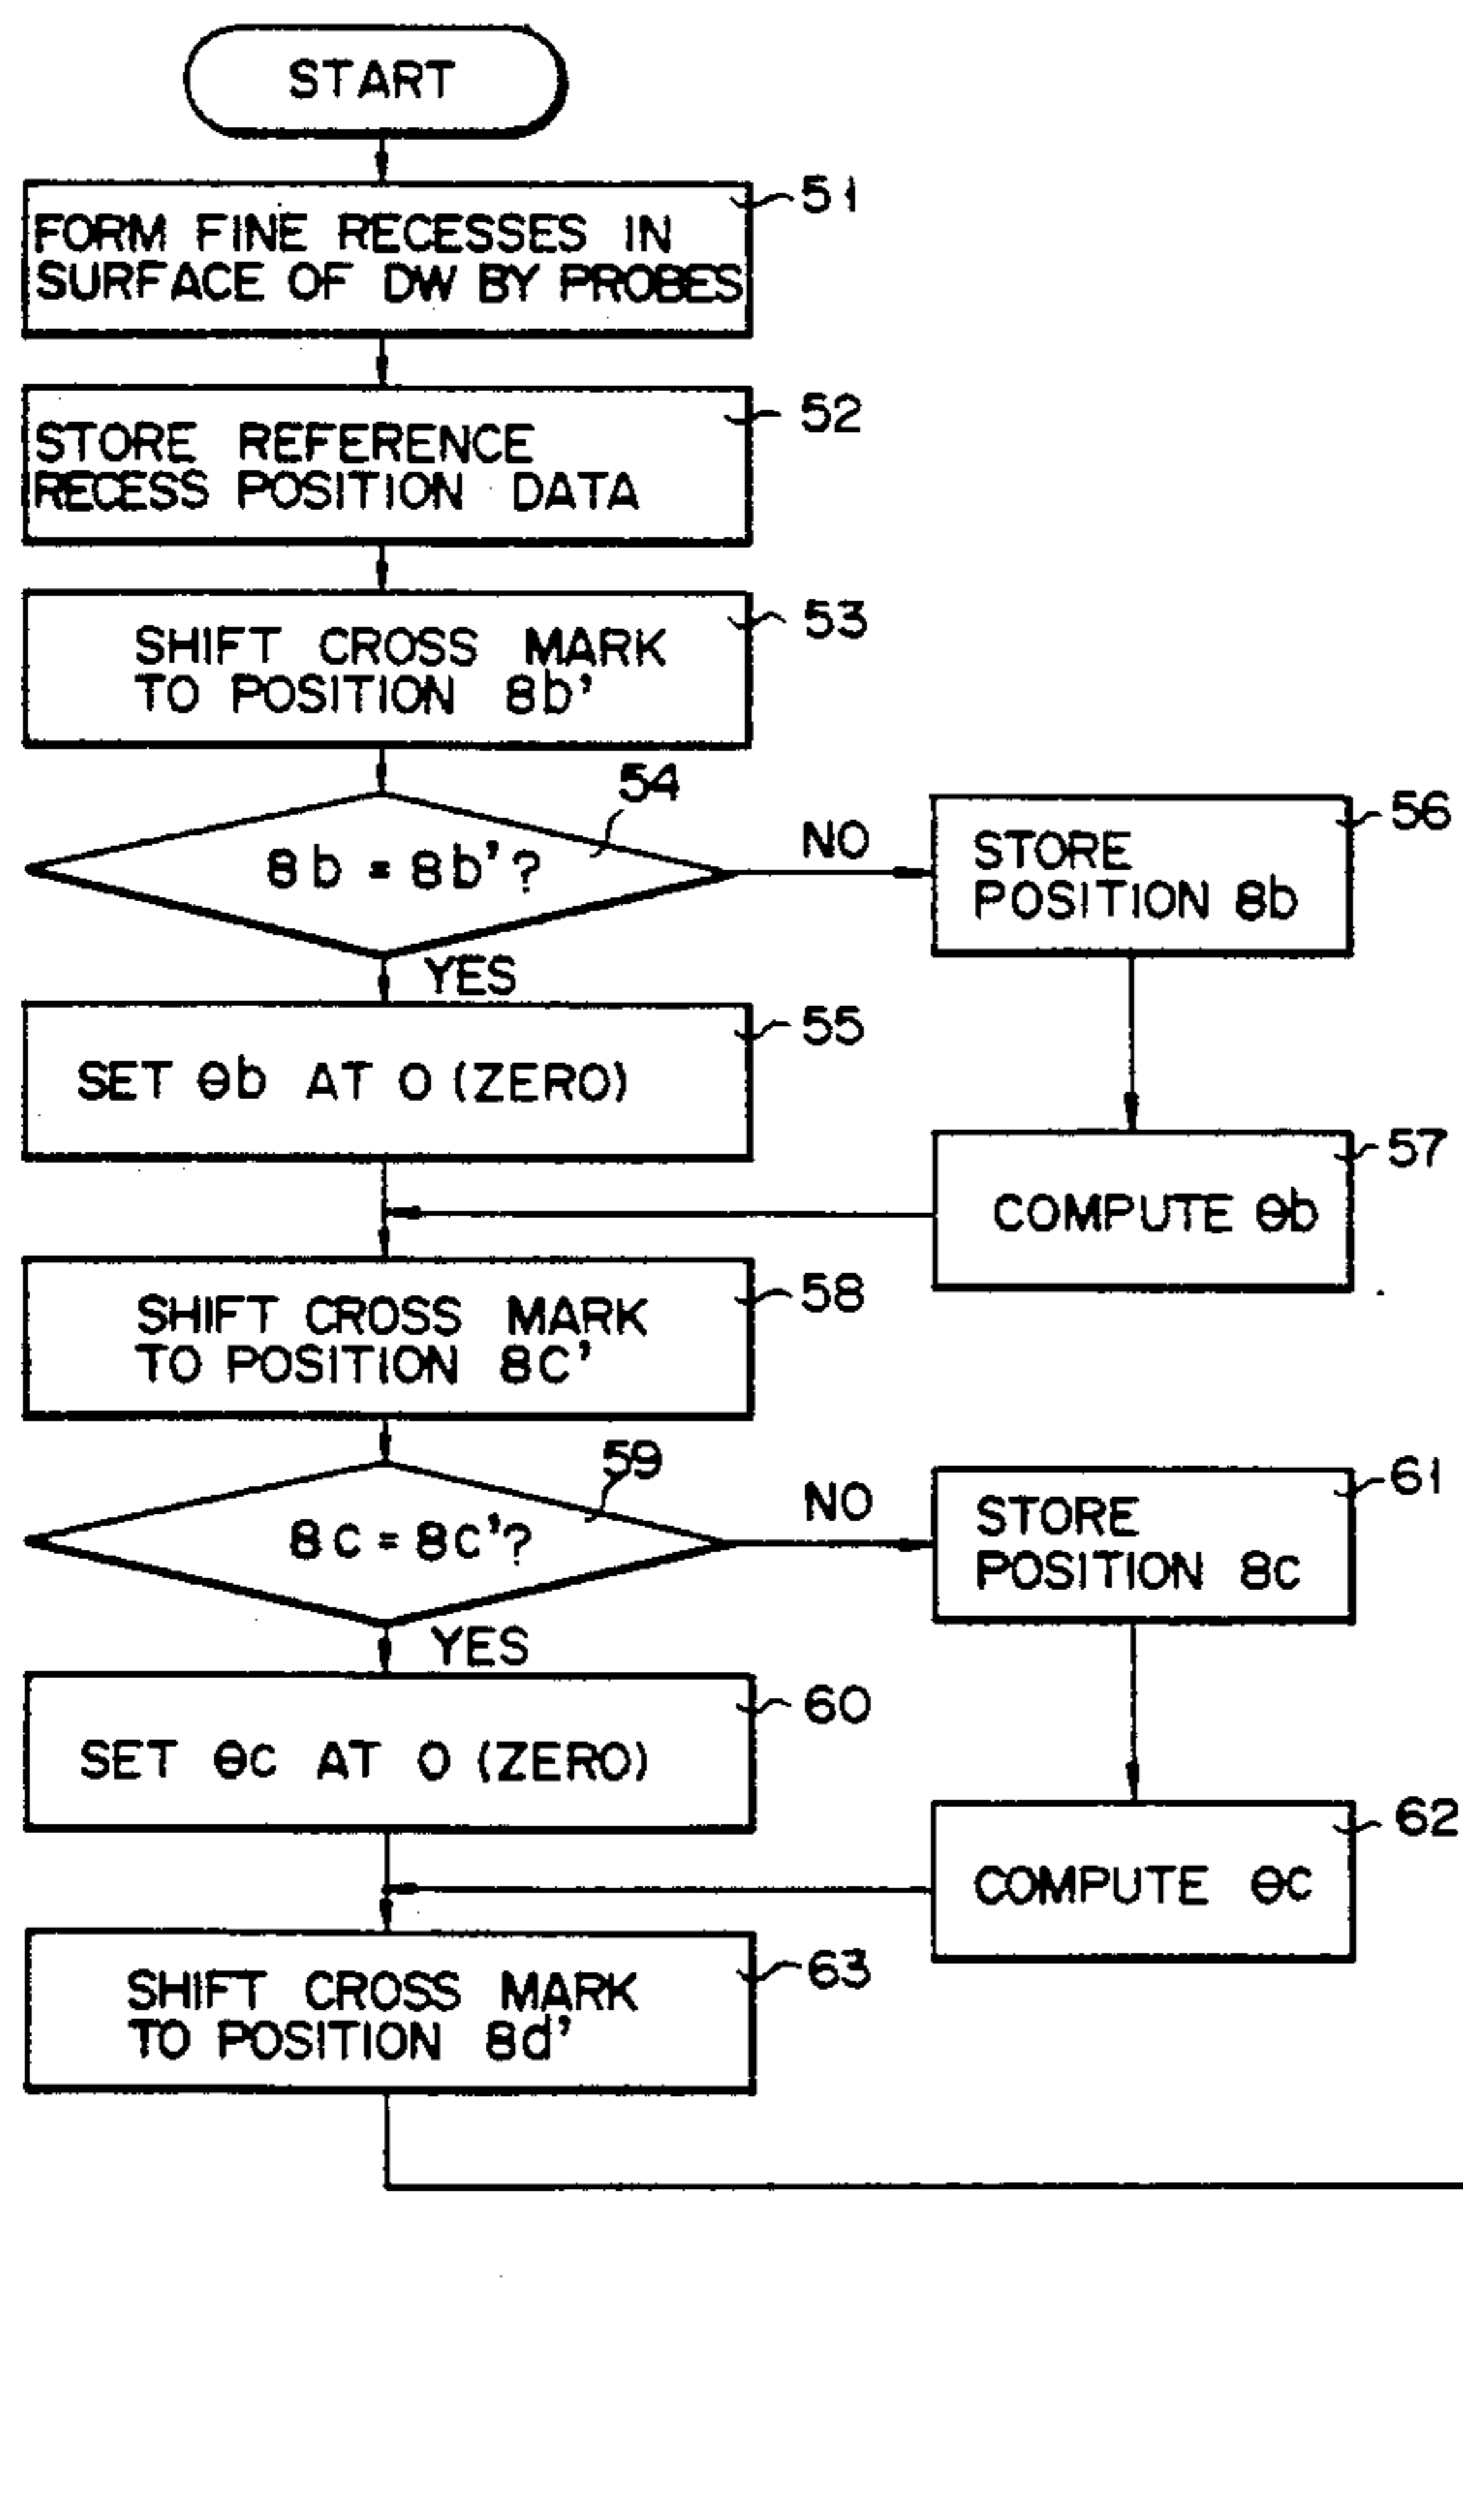 START
51
FORM FINE RECESSES IN
SURFACE OF DW BY PROBES
52
STORE REFERENCE
RECESS POSITION DATA
53
SHIFT CROSS MARK
TO POSITION 8b'
54
8b = 8b'?
NO
56
STORE
POSITION 8b
YES
55
SET θb AT 0 (ZERO)
57
COMPUTE θb
58
SHIFT CROSS MARK
TO POSITION 8C'
59
8C = 8C'?
NO
61
STORE
POSITION 8C
YES
60
SET θC AT 0 (ZERO)
62
COMPUTE θC
63
SHIFT CROSS MARK
TO POSITION 8d'